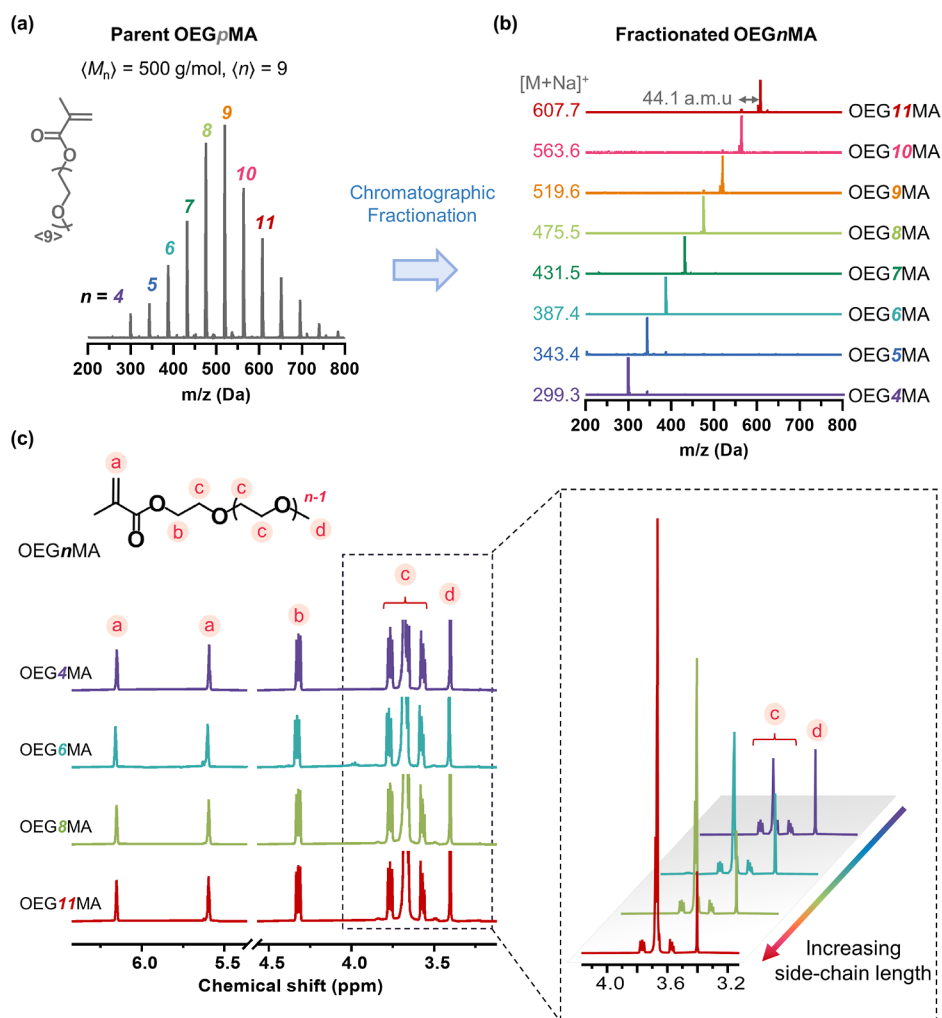 (a)
Parent OEGpMA
⟨Mn⟩ = 500 g/mol, ⟨n⟩ = 9
O
O
O
<9>
n = 4
5
6
7
8
9
10
11
200 300 400 500 600 700 800
m/z (Da)
Chromatographic
Fractionation
(b)
Fractionated OEGnMA
[M+Na]+
44.1 a.m.u
607.7 OEG11MA
563.6 OEG10MA
519.6 OEG9MA
475.5 OEG8MA
431.5 OEG7MA
387.4 OEG6MA
343.4 OEG5MA
299.3 OEG4MA
200 300 400 500 600 700 800
m/z (Da)
(c)
a
c c n-1
O O O
O b c d
OEGnMA
a a b c d
OEG4MA
OEG6MA
OEG8MA
OEG11MA
6.0 5.5 4.5 4.0 3.5
Chemical shift (ppm)
c d
4.0 3.6 3.2
Increasing
side-chain length